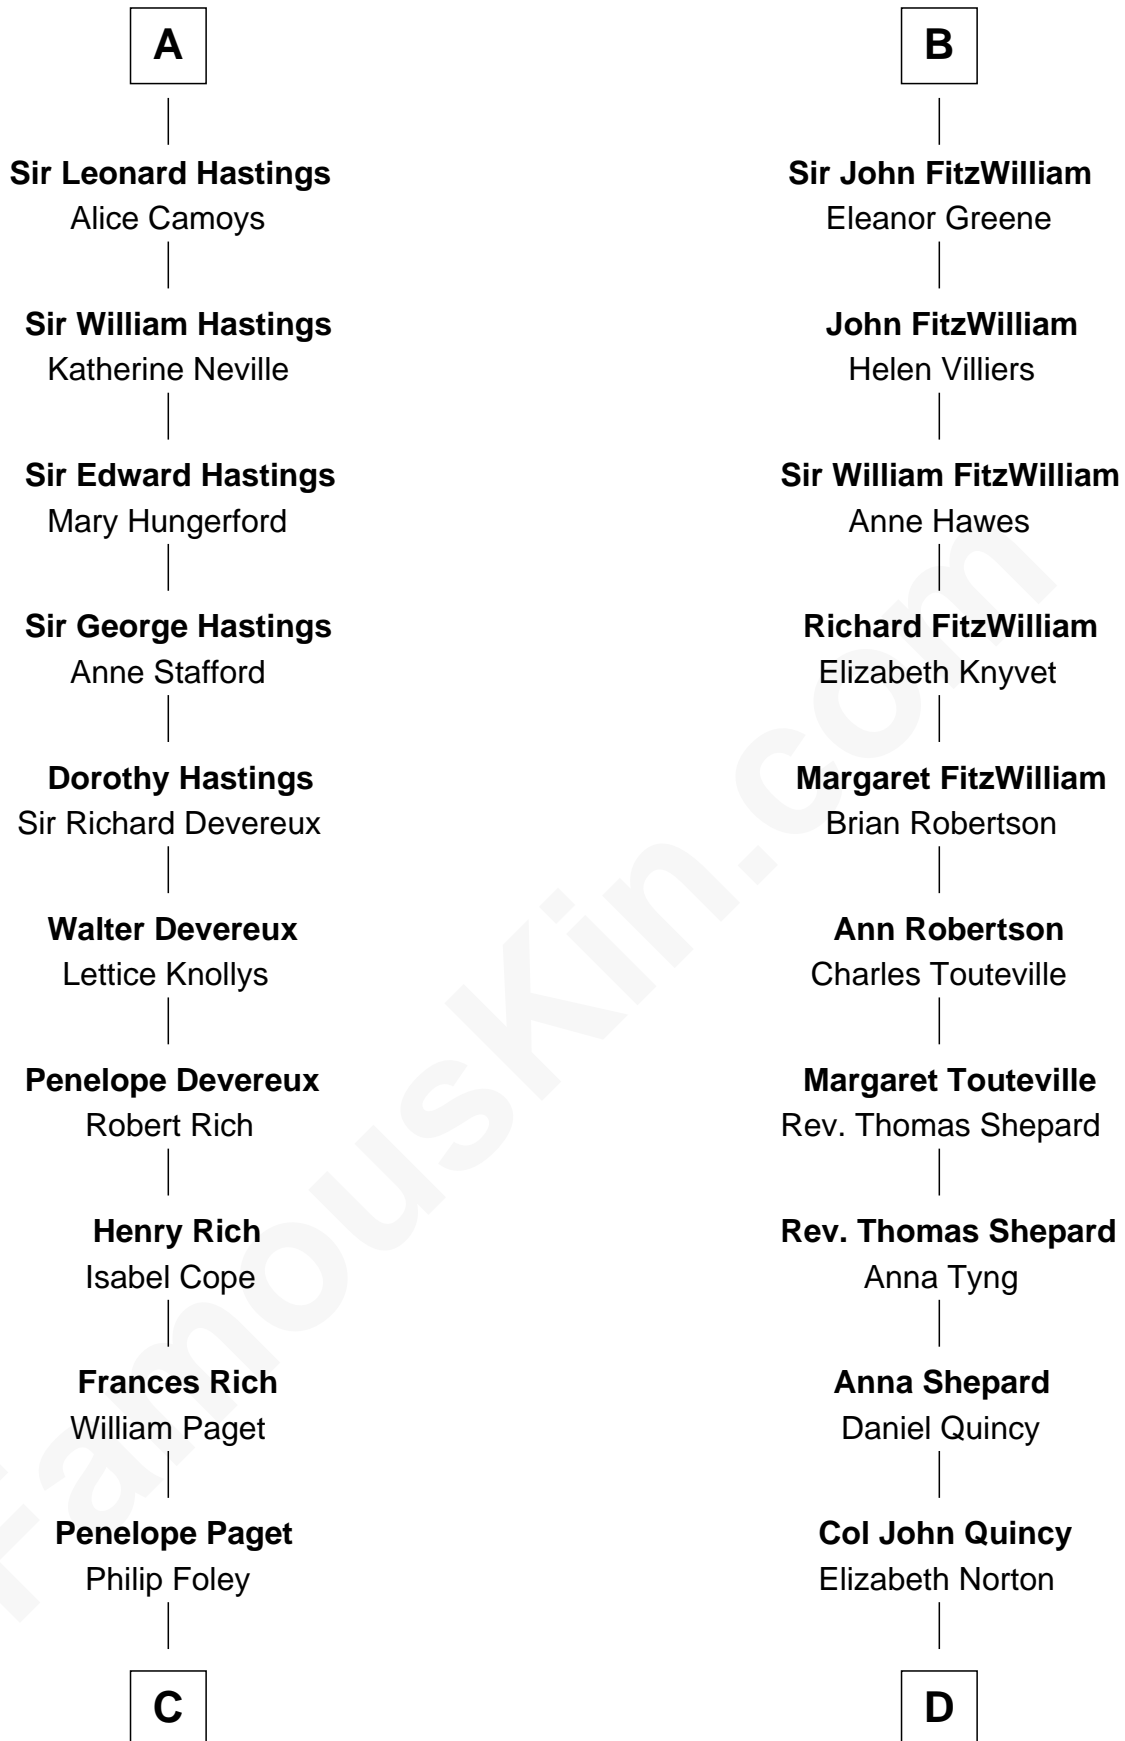 A
Sir Leonard Hastings
Alice Camoys
Sir William Hastings
Katherine Neville
Sir Edward Hastings
Mary Hungerford
Sir George Hastings
Anne Stafford
Dorothy Hastings
Sir Richard Devereux
Walter Devereux
Lettice Knollys
Penelope Devereux
Robert Rich
Henry Rich
Isabel Cope
Frances Rich
William Paget
Penelope Paget
Philip Foley
C
B
Sir John FitzWilliam
Eleanor Greene
John FitzWilliam
Helen Villiers
Sir William FitzWilliam
Anne Hawes
Richard FitzWilliam
Elizabeth Knyvet
Margaret FitzWilliam
Brian Robertson
Ann Robertson
Charles Touteville
Margaret Touteville
Rev. Thomas Shepard
Rev. Thomas Shepard
Anna Tyng
Anna Shepard
Daniel Quincy
Col John Quincy
Elizabeth Norton
D
FamousKin.com